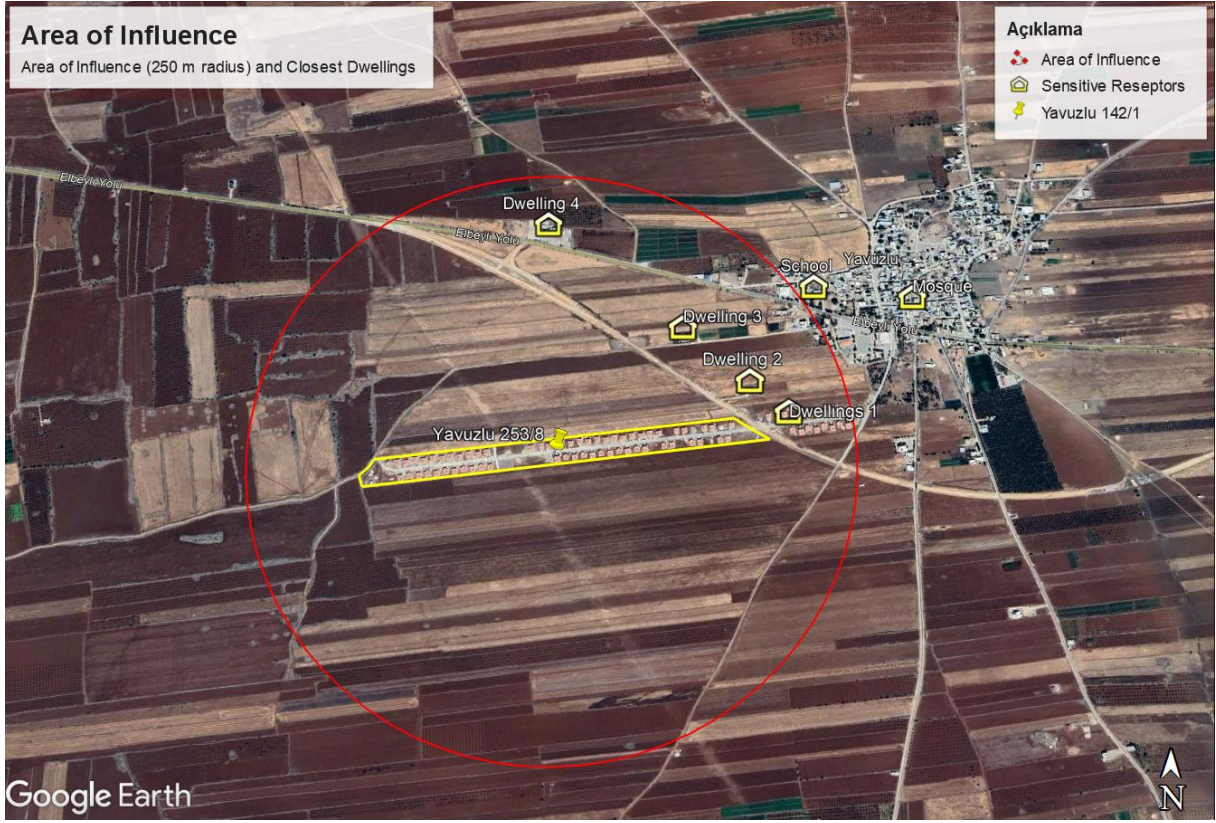 Area of Influence
Area of Influence (250 m radius) and Closest Dwellings
Açıklama
Area of Influence
Sensitive Reseptors
Yavuzlu 142/1
Elbeyli Yolu
Dwelling 4
Elbeyli Yolu
School
Yavuzlu
Mosque
Elbeyli Yolu
Dwelling 3
Dwelling 2
Dwellings 1
Yavuzlu 253/8
Google Earth
N